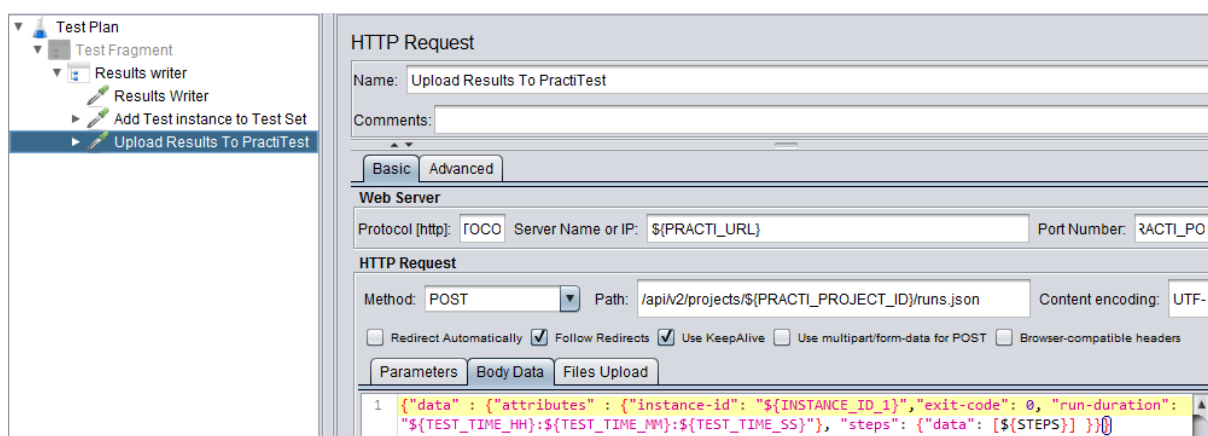 Test Plan
Test Fragment
Results writer
Results Writer
Add Test instance to Test Set
Upload Results To PractiTest
HTTP Request
Name: Upload Results To PractiTest
Comments:
Basic Advanced
Web Server
Protocol [http]: TOCO Server Name or IP: ${PRACTI_URL} Port Number: RACTI_PO
HTTP Request
Method: POST Path: /api/v2/projects/${PRACTI_PROJECT_ID}/runs.json Content encoding: UTF-
Redirect Automatically Follow Redirects Use KeepAlive Use multipart/form-data for POST Browser-compatible headers
Parameters Body Data Files Upload
1 {"data" : {"attributes" : {"instance-id": "${INSTANCE_ID_1}","exit-code": 0, "run-duration":
"${TEST_TIME_HH}:${TEST_TIME_MM}:${TEST_TIME_SS}"}, "steps": {"data": [${STEPS}] }}}